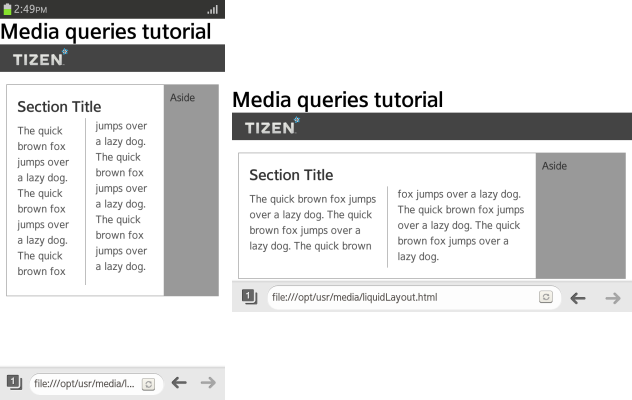 2:49PM
Media queries tutorial
TIZEN
Section Title
The quick
brown fox
jumps over
a lazy dog.
The quick
brown fox
jumps over
a lazy dog.
The quick
brown fox
jumps over
a lazy dog.
The quick
brown fox
jumps over
a lazy dog.
The quick
brown fox
jumps over
a lazy dog.
Aside
1
file:///opt/usr/media/l...
Media queries tutorial
TIZEN
Section Title
The quick brown fox jumps
over a lazy dog. The quick
brown fox jumps over a
lazy dog. The quick brown
fox jumps over a lazy dog.
The quick brown fox jumps
over a lazy dog. The quick
brown fox jumps over a
lazy dog.
Aside
1
file:///opt/usr/media/liquidLayout.html